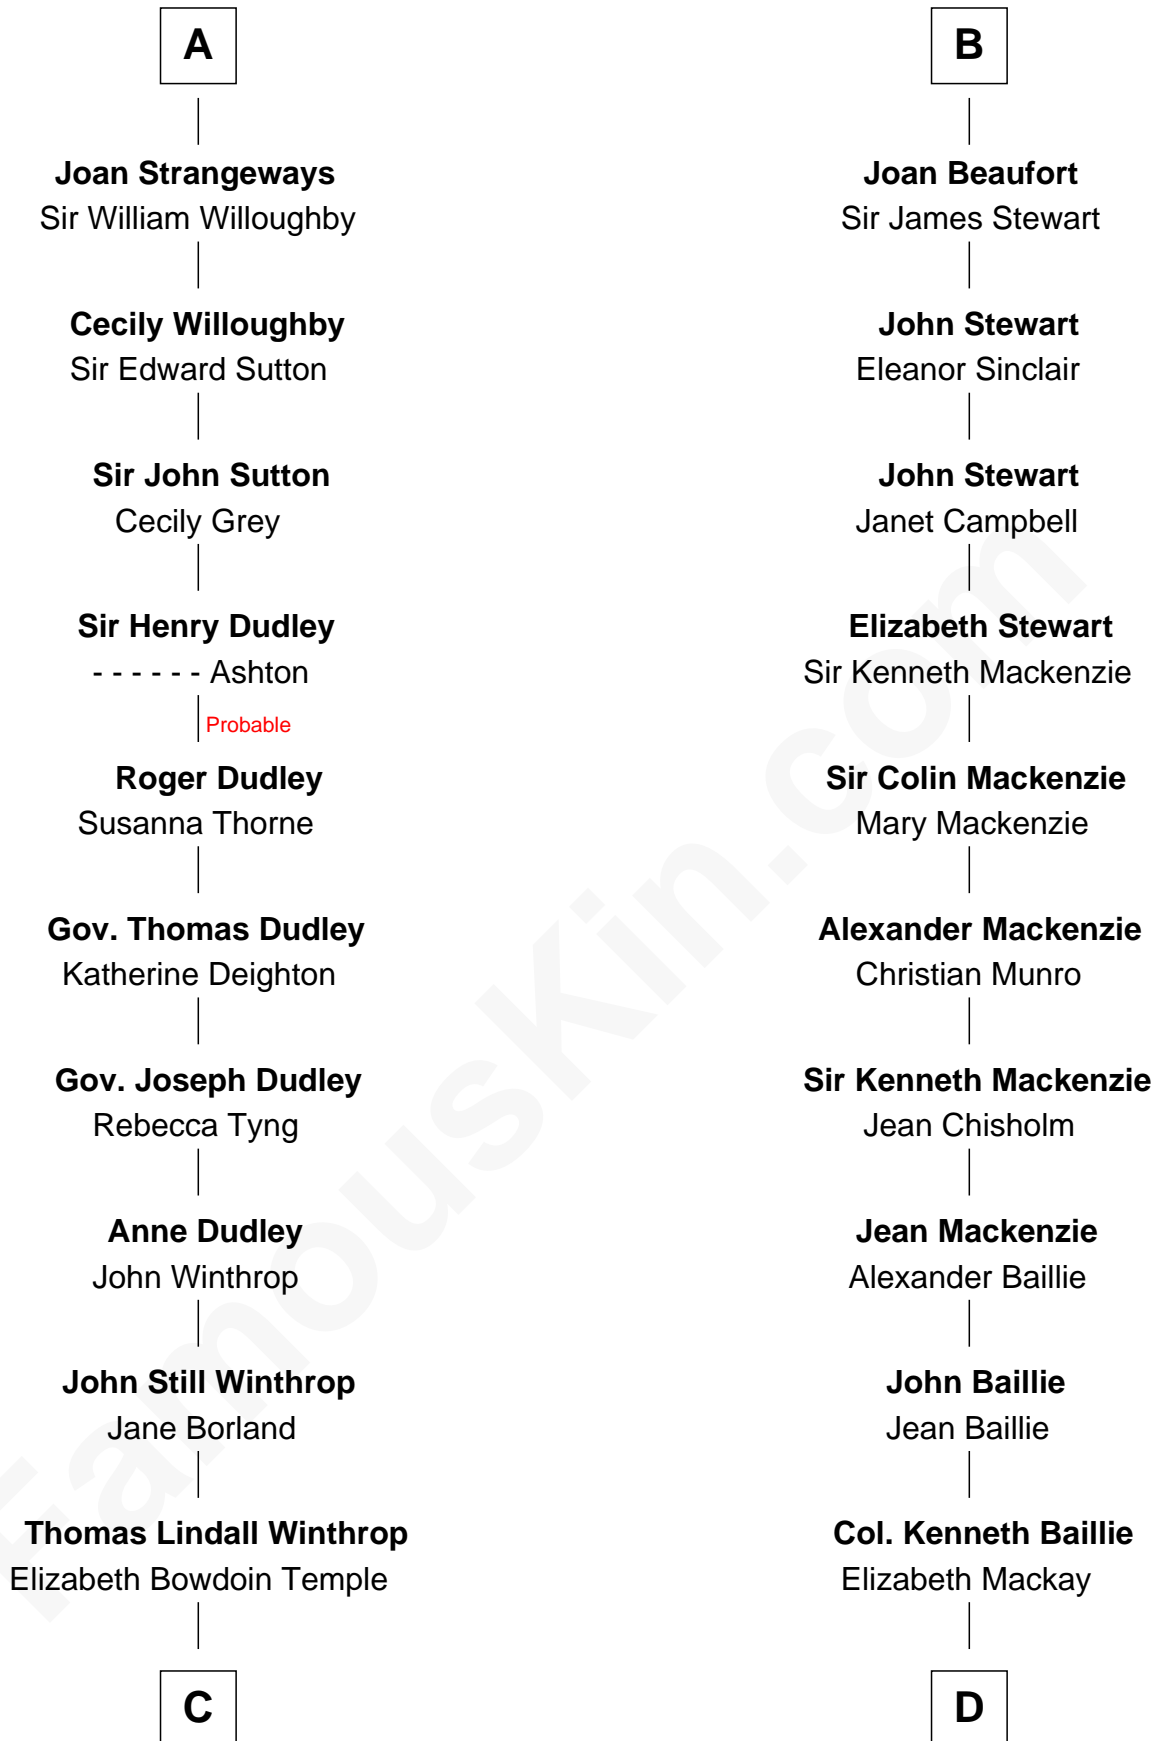 A
Joan Strangeways
Sir William Willoughby
Cecily Willoughby
Sir Edward Sutton
Sir John Sutton
Cecily Grey
Sir Henry Dudley
- - - - - - Ashton
Probable
Roger Dudley
Susanna Thorne
Gov. Thomas Dudley
Katherine Deighton
Gov. Joseph Dudley
Rebecca Tyng
Anne Dudley
John Winthrop
John Still Winthrop
Jane Borland
Thomas Lindall Winthrop
Elizabeth Bowdoin Temple
C
B
Joan Beaufort
Sir James Stewart
John Stewart
Eleanor Sinclair
John Stewart
Janet Campbell
Elizabeth Stewart
Sir Kenneth Mackenzie
Sir Colin Mackenzie
Mary Mackenzie
Alexander Mackenzie
Christian Munro
Sir Kenneth Mackenzie
Jean Chisholm
Jean Mackenzie
Alexander Baillie
John Baillie
Jean Baillie
Col. Kenneth Baillie
Elizabeth Mackay
D
FamousKin.com